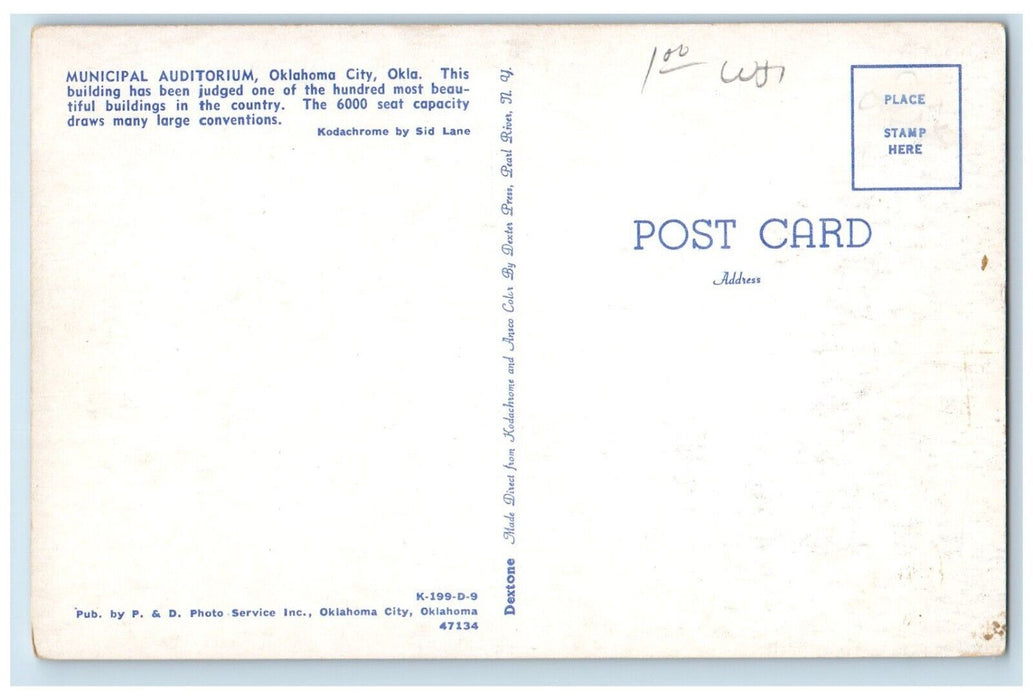 MUNICIPAL AUDITORIUM, Oklahoma City, Okla. This
building has been judged one of the hundred most beau-
tiful buildings in the country. The 6000 seat capacity
draws many large conventions.
Kodachrome by Sid Lane
K-199-D-9
Pub. by P. & D. Photo Service Inc., Oklahoma City, Oklahoma
47134
Dextone Made Direct from Kodachrome and Ansco Color By Dexter Press, Pearl River, N. Y.
1.00
PLACE
STAMP
HERE
POST CARD
Address